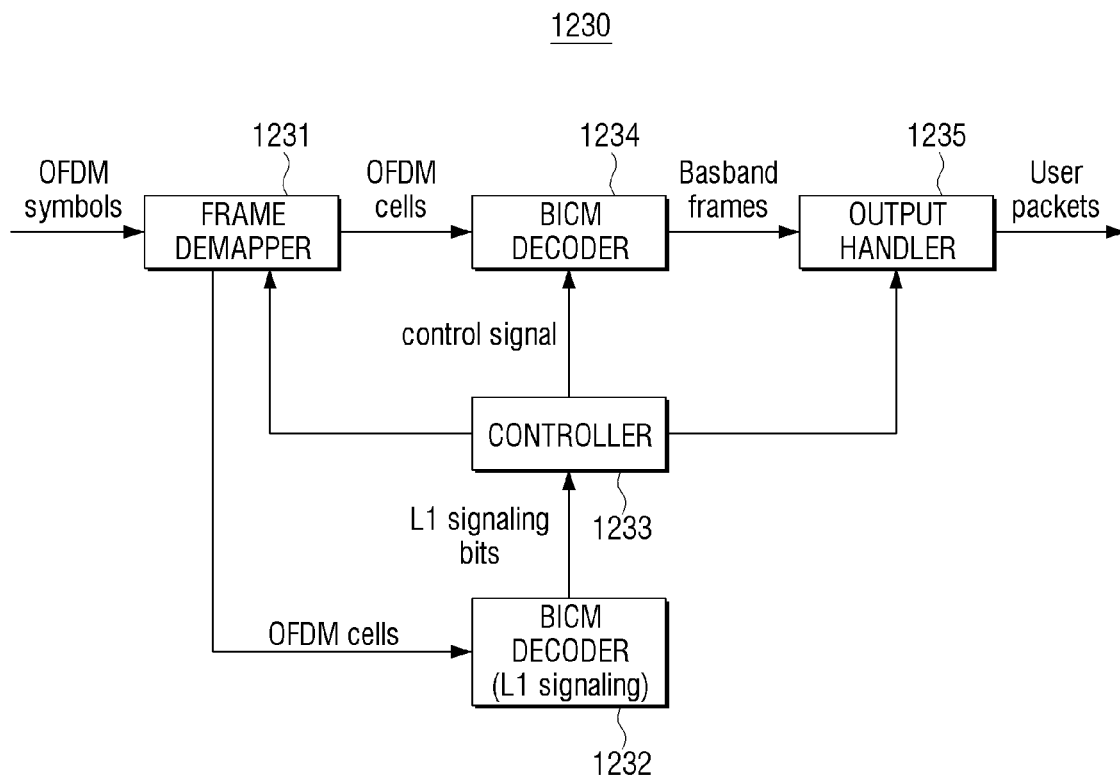 1230
1231
1234
1235
OFDM
symbols
FRAME
DEMAPPER
OFDM
cells
BICM
DECODER
Basband
frames
OUTPUT
HANDLER
User
packets
control signal
CONTROLLER
1233
L1 signaling
bits
OFDM cells
BICM
DECODER
(L1 signaling)
1232